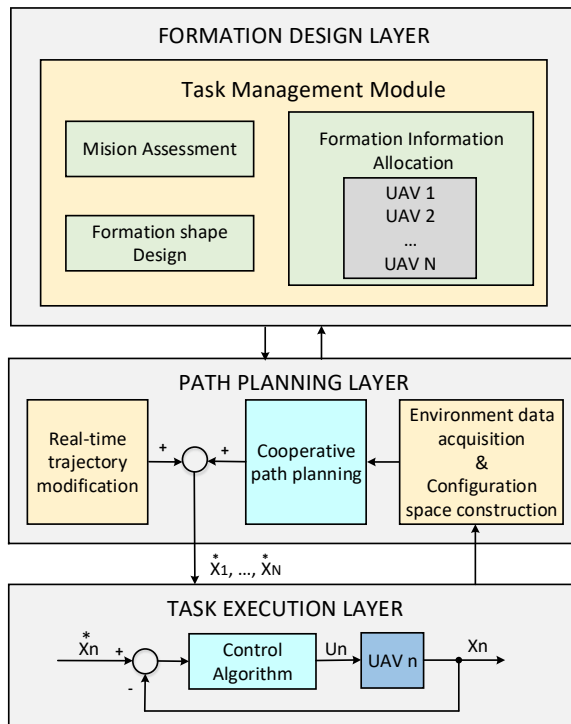 FORMATION DESIGN LAYER
Task Management Module
Mision Assessment
Formation shape
Design
Formation Information
Allocation
UAV 1
UAV 2
...
UAV N
PATH PLANNING LAYER
Real-time
trajectory
modification
+
+
Cooperative
path planning
Environment data
acquisition
&
Configuration
space construction
*X1, ..., *XN
TASK EXECUTION LAYER
*Xn
+
-
Control
Algorithm
Un
UAV n
Xn